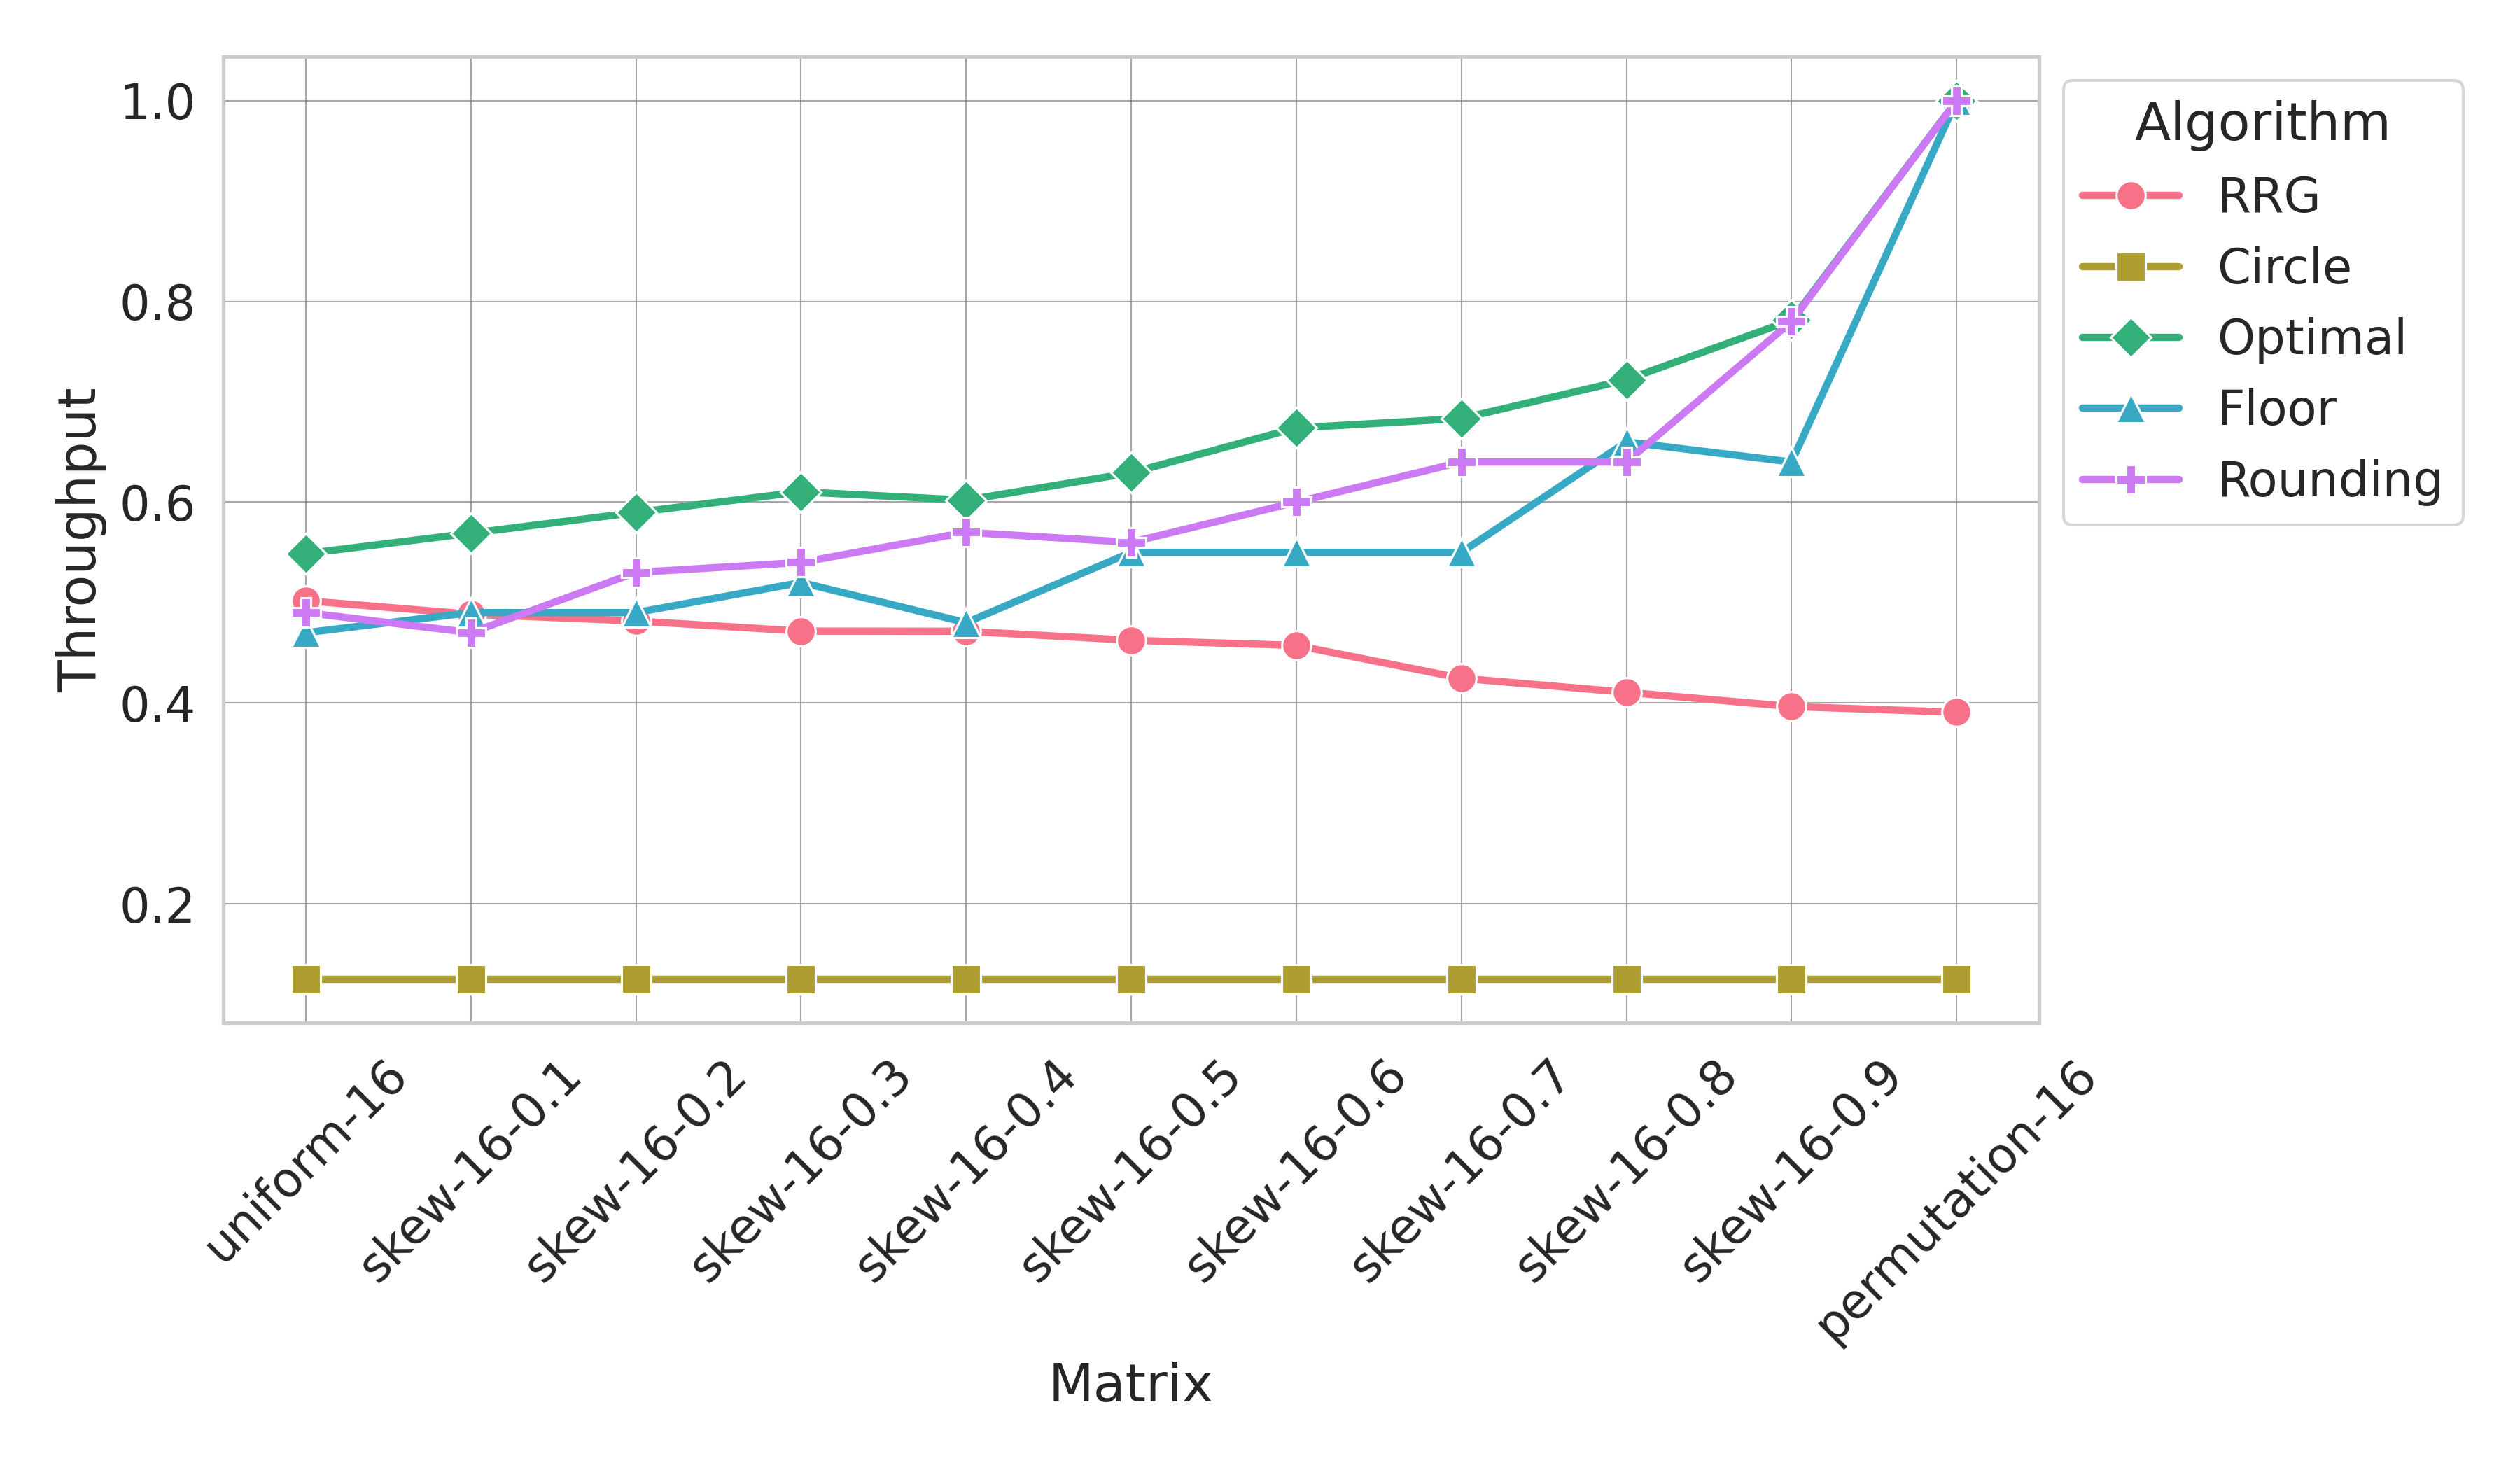 Throughput
1.0
0.8
0.6
0.4
0.2
uniform-16
skew-16-0.1
skew-16-0.2
skew-16-0.3
skew-16-0.4
skew-16-0.5
skew-16-0.6
skew-16-0.7
skew-16-0.8
skew-16-0.9
permutation-16
Matrix
Algorithm
RRG
Circle
Optimal
Floor
Rounding